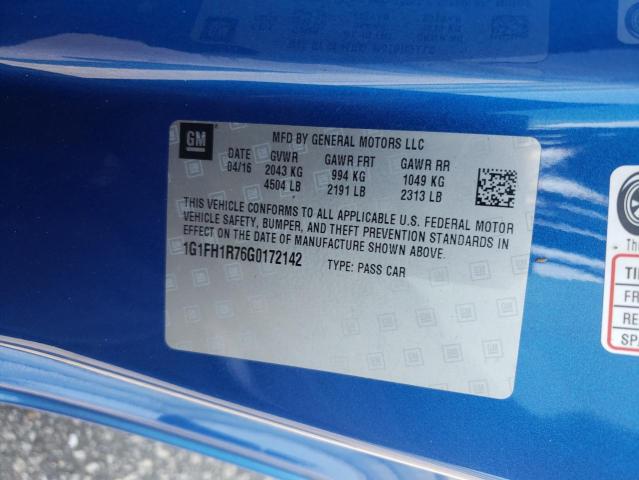 GM
MFD BY GENERAL MOTORS LLC
DATE GVWR GAWR FRT GAWR RR
04/16 2043 KG 994 KG 1049 KG
4504 LB 2191 LB 2313 LB
THIS VEHICLE CONFORMS TO ALL APPLICABLE U.S. FEDERAL MOTOR
VEHICLE SAFETY, BUMPER, AND THEFT PREVENTION STANDARDS IN
EFFECT ON THE DATE OF MANUFACTURE SHOWN ABOVE.
1G1FH1R76G0172142 TYPE: PASS CAR